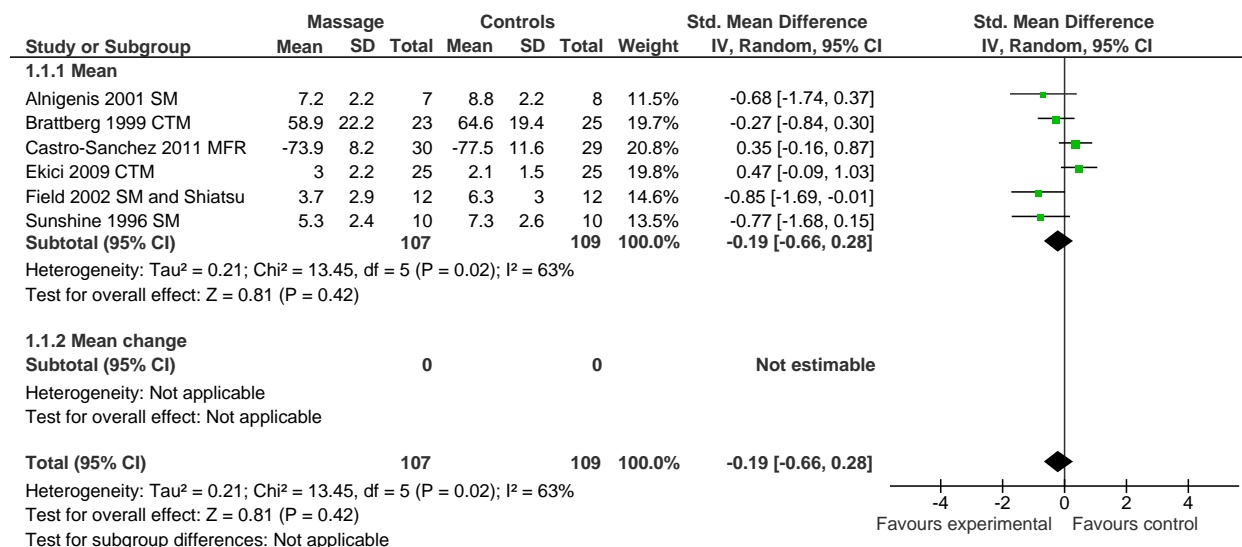 Massage Controls Std. Mean Difference Std. Mean Difference
Study or Subgroup Mean SD Total Mean SD Total Weight IV, Random, 95% CI IV, Random, 95% CI
1.1.1 Mean
Alnigenis 2001 SM 7.2 2.2 7 8.8 2.2 8 11.5% -0.68 [-1.74, 0.37]
Brattberg 1999 CTM 58.9 22.2 23 64.6 19.4 25 19.7% -0.27 [-0.84, 0.30]
Castro-Sanchez 2011 MFR -73.9 8.2 30 -77.5 11.6 29 20.8% 0.35 [-0.16, 0.87]
Ekici 2009 CTM 3 2.2 25 2.1 1.5 25 19.8% 0.47 [-0.09, 1.03]
Field 2002 SM and Shiatsu 3.7 2.9 12 6.3 3 12 14.6% -0.85 [-1.69, -0.01]
Sunshine 1996 SM 5.3 2.4 10 7.3 2.6 10 13.5% -0.77 [-1.68, 0.15]
Subtotal (95% CI) 107 109 100.0% -0.19 [-0.66, 0.28]
Heterogeneity: Tau² = 0.21; Chi² = 13.45, df = 5 (P = 0.02); I² = 63%
Test for overall effect: Z = 0.81 (P = 0.42)
1.1.2 Mean change
Subtotal (95% CI) 0 0 Not estimable
Heterogeneity: Not applicable
Test for overall effect: Not applicable
Total (95% CI) 107 109 100.0% -0.19 [-0.66, 0.28]
Heterogeneity: Tau² = 0.21; Chi² = 13.45, df = 5 (P = 0.02); I² = 63%
Test for overall effect: Z = 0.81 (P = 0.42)
Test for subgroup differences: Not applicable
-4 -2 0 2 4
Favours experimental Favours control